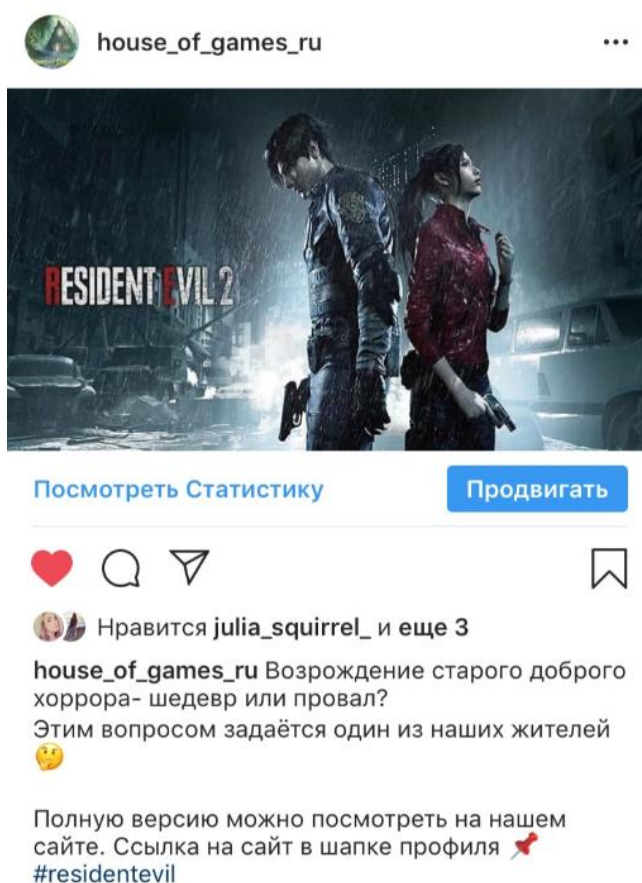 house_of_games_ru
RESIDENT EVIL 2
Посмотреть Статистику
Продвигать
Нравится julia_squirrel_ и еще 3
house_of_games_ru Возрождение старого доброго
хоррора- шедевр или провал?
Этим вопросом задаётся один из наших жителей
🤔
Полную версию можно посмотреть на нашем
сайте. Ссылка на сайт в шапке профиля 📌
#residentevil